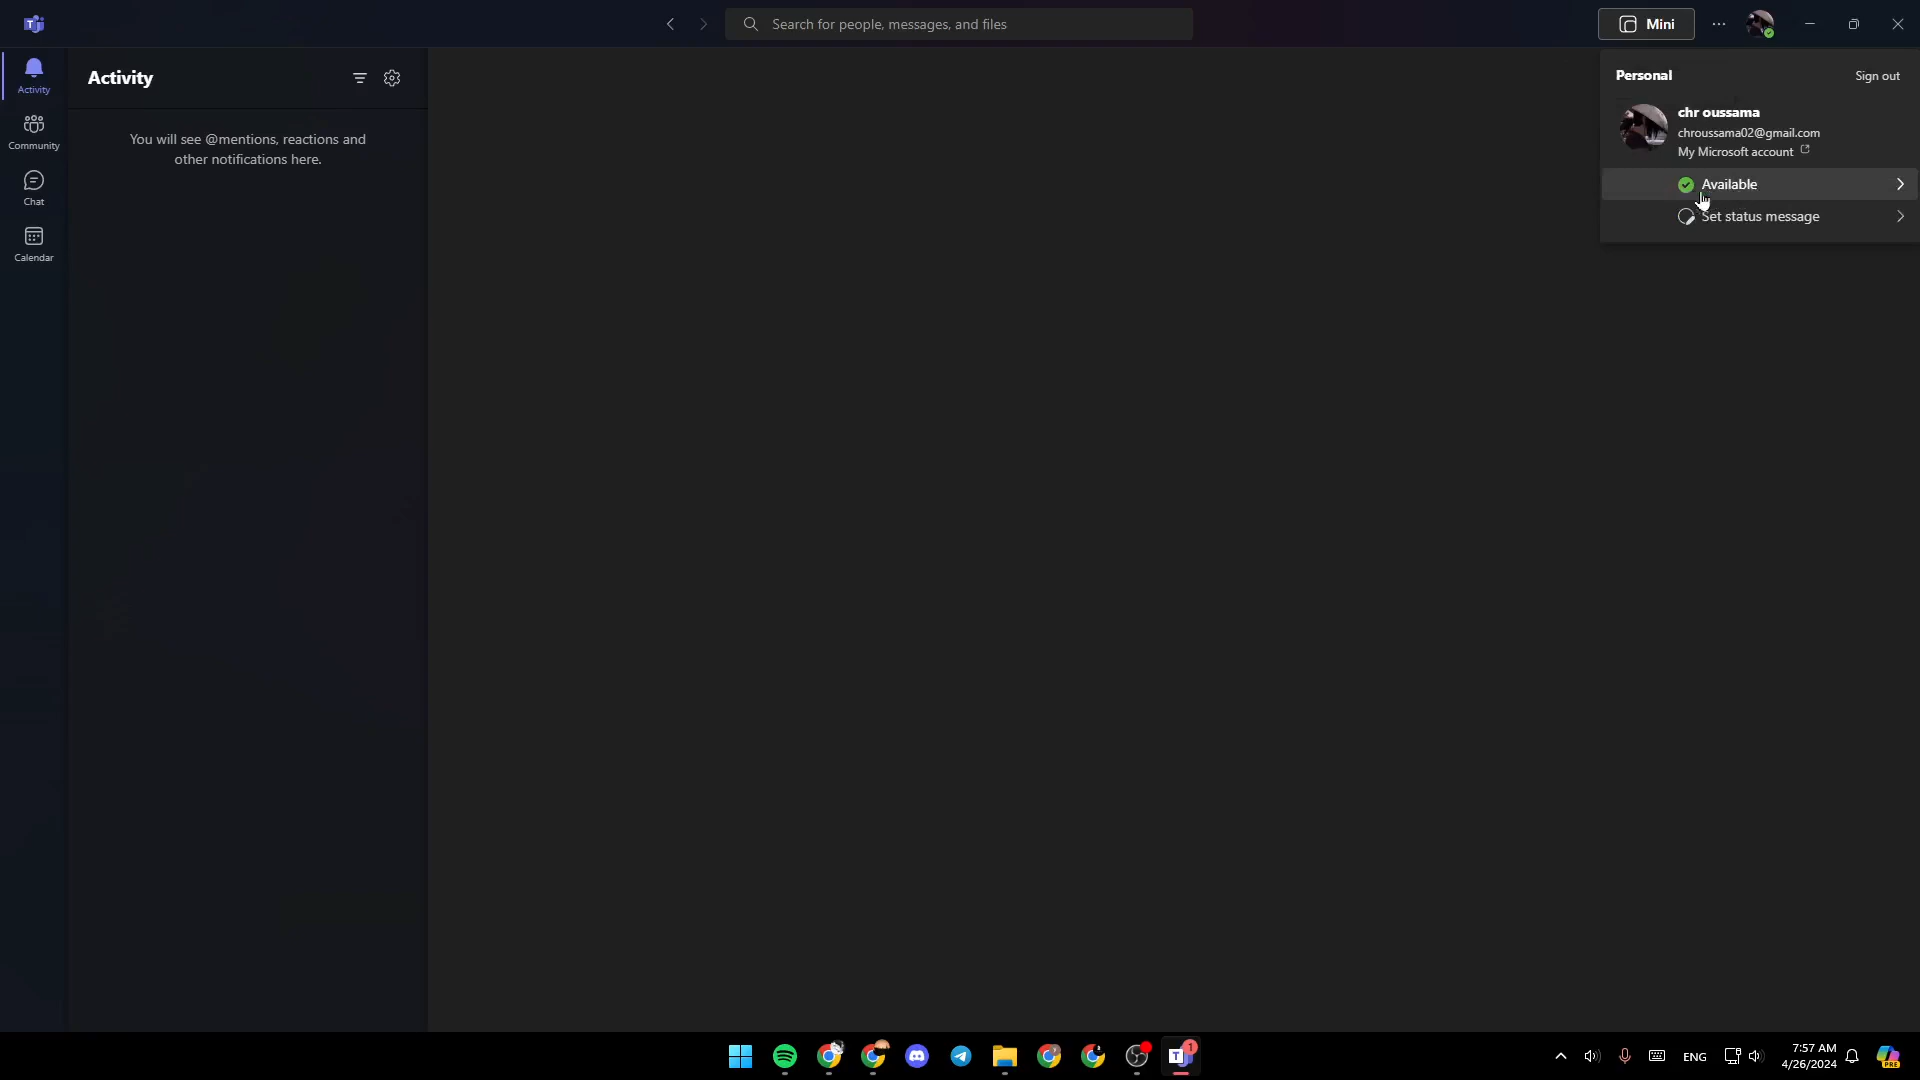 Search for people, messages, and files
Mini
Activity
Community
Chat
Calendar
Activity
You will see @mentions, reactions and
other notifications here.
Personal
Sign out
chr oussama
chroussama02@gmail.com
My Microsoft account
Available
Set status message
T
T
1
ENG
7:57 AM
4/26/2024
PRE